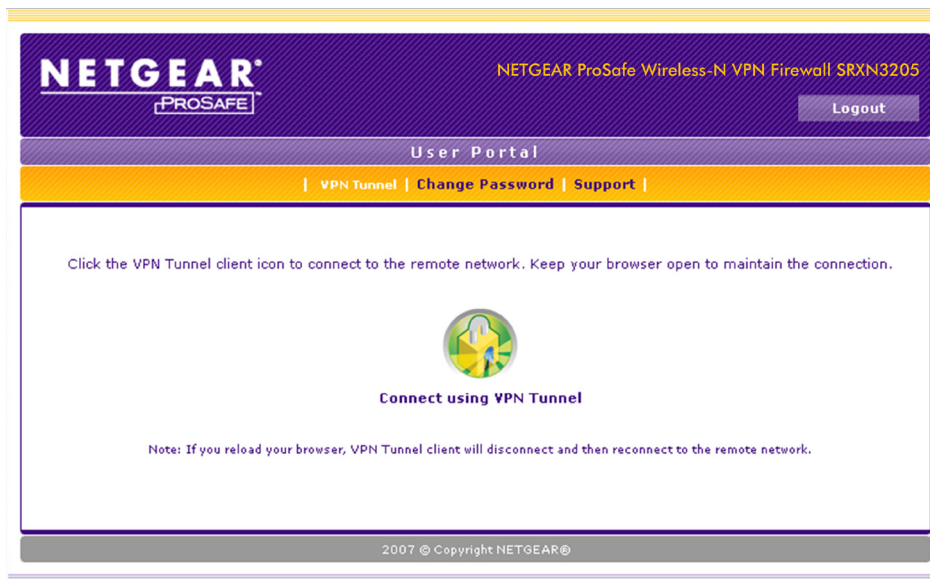 NETGEAR®
PROSAFE™
NETGEAR ProSafe Wireless-N VPN Firewall SRXN3205
Logout
User Portal
| VPN Tunnel | Change Password | Support |
Click the VPN Tunnel client icon to connect to the remote network. Keep your browser open to maintain the connection.
Connect using VPN Tunnel
Note: If you reload your browser, VPN Tunnel client will disconnect and then reconnect to the remote network.
2007 © Copyright NETGEAR®